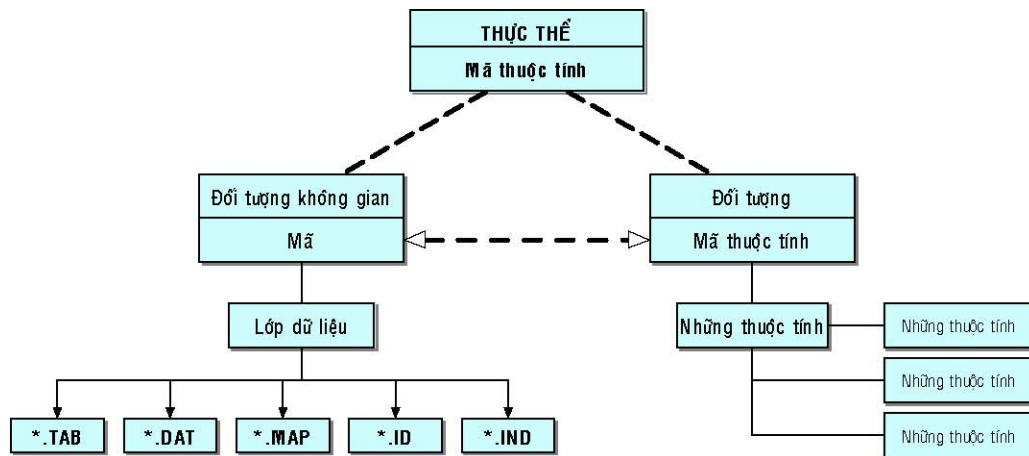 THỰC THỂ
Mã thuộc tính
Đối tượng không gian
Mã
Đối tượng
Mã thuộc tính
Lớp dữ liệu
Những thuộc tính
Những thuộc tính
Những thuộc tính
Những thuộc tính
*.TAB
*.DAT
*.MAP
*.ID
*.IND